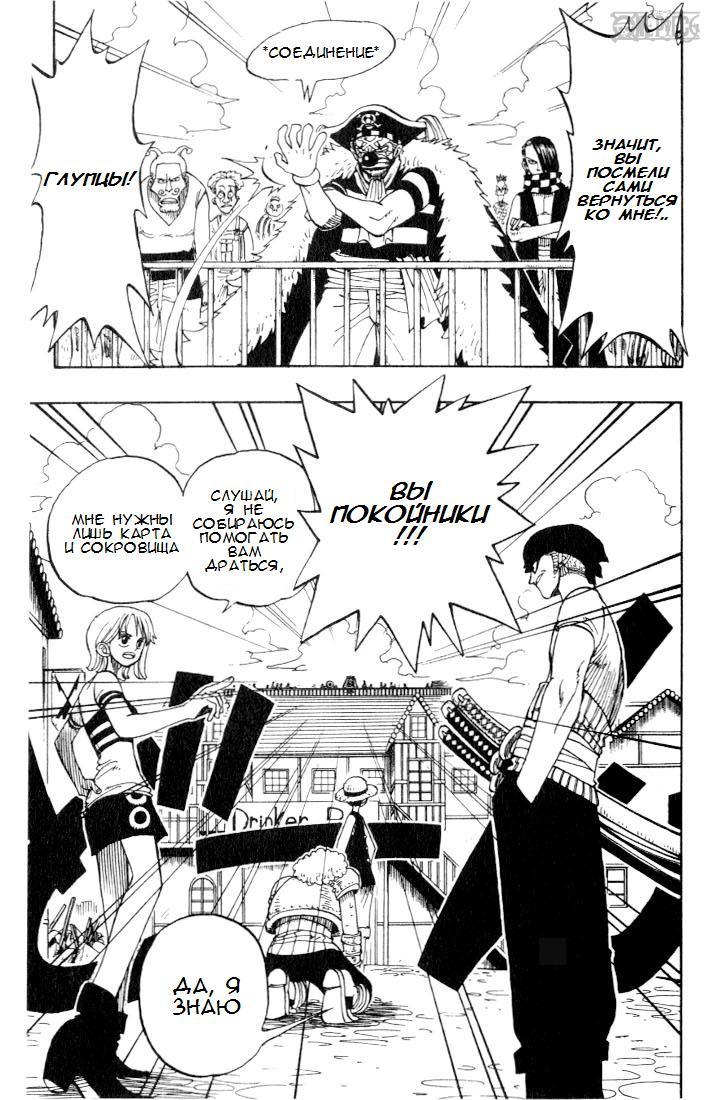 *СОЕДИНЕНИЕ*
ЗНАЧИТ,
ВЫ
ПОСМЕЛИ
САМИ
ВЕРНУТЬСЯ
КО МНЕ!..
ГЛУПЦЫ!
ВЫ
ПОКОЙНИКИ
!!!
СЛУШАЙ,
Я НЕ
СОБИРАЮСЬ
ПОМОГАТЬ
ВАМ
ДРАТЬСЯ,
МНЕ НУЖНЫ
ЛИШЬ КАРТА
И СОКРОВИЩА
Drinker
ДА, Я
ЗНАЮ